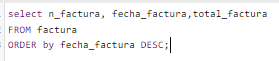 select n_factura, fecha_factura,total_factura
FROM factura
ORDER by fecha_factura DESC;